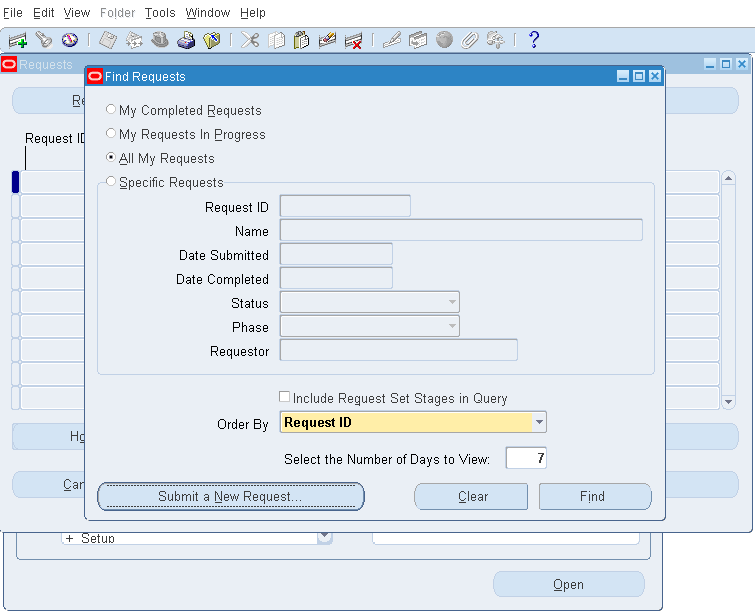 File Edit View Folder Tools Window Help
Requests
Find Requests
My Completed Requests
My Requests In Progress
All My Requests
Specific Requests
Request ID
Request ID
Name
Date Submitted
Date Completed
Status
Phase
Requestor
Include Request Set Stages in Query
Order By Request ID
Select the Number of Days to View: 7
Submit a New Request... Clear Find
+ Setup
Open